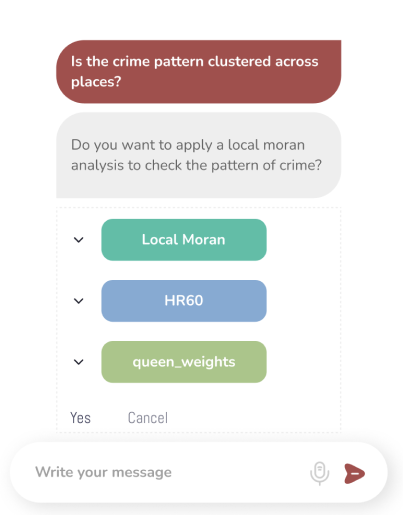 Is the crime pattern clustered across
places?
Do you want to apply a local moran
analysis to check the pattern of crime?
Local Moran
HR60
queen_weights
Yes Cancel
Write your message